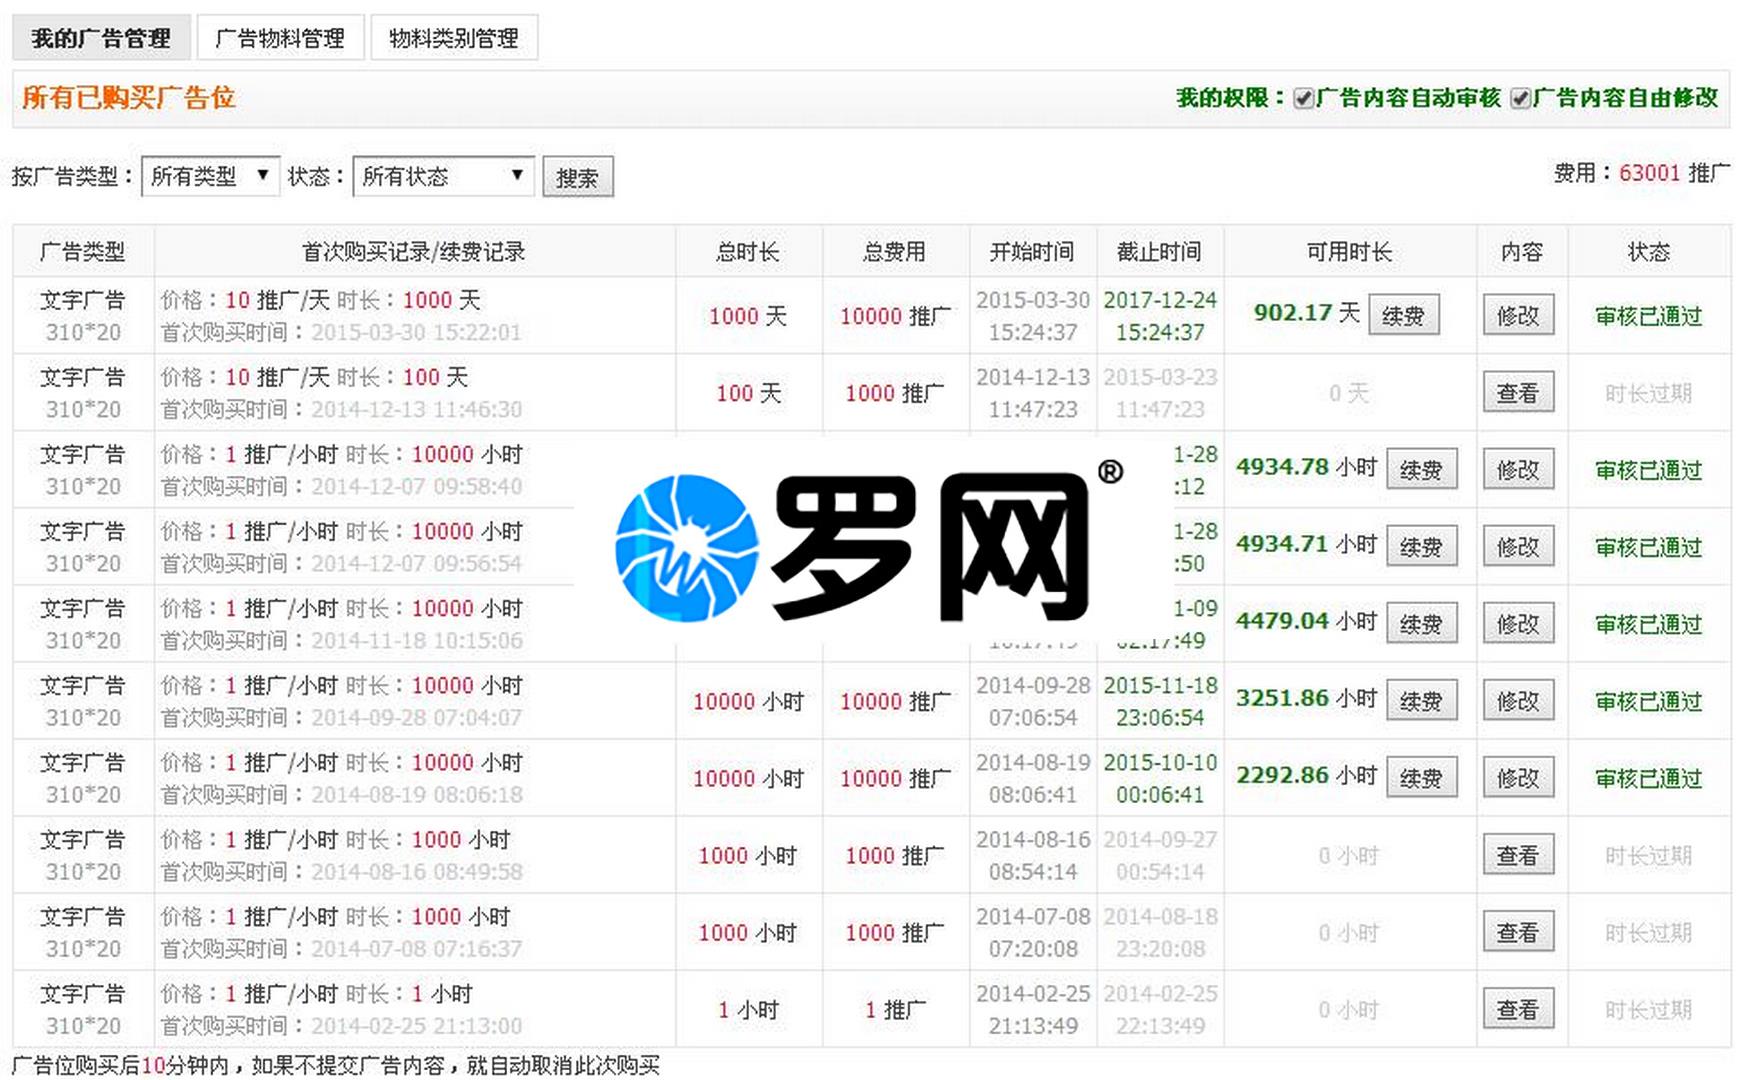 我的广告管理 广告物料管理 物料类别管理
所有已购买广告位 我的权限：广告内容自动审核 广告内容自由修改
按广告类型： 所有类型 状态： 所有状态 搜索 费用：63001 推广
广告类型 首次购买记录/续费记录 总时长 总费用 开始时间 截止时间 可用时长 内容 状态
文字广告 价格：10 推广/天 时长：1000 天 1000 天 10000 推广 2015-03-30 2017-12-24 902.17 天 续费 修改 审核已通过
310*20 首次购买时间：2015-03-30 15:22:01 15:24:37 15:24:37
文字广告 价格：10 推广/天 时长：100 天 100 天 1000 推广 2014-12-13 2015-03-23 0 天 查看 时长过期
310*20 首次购买时间：2014-12-13 11:46:30 11:47:23 11:47:23
文字广告 价格：1 推广/小时 时长：10000 小时 1-28 4934.78 小时 续费 修改 审核已通过
310*20 首次购买时间：2014-12-07 09:58:40 :12
罗网®
文字广告 价格：1 推广/小时 时长：10000 小时 1-28 4934.71 小时 续费 修改 审核已通过
310*20 首次购买时间：2014-12-07 09:56:54 :50
文字广告 价格：1 推广/小时 时长：10000 小时 1-09 4479.04 小时 续费 修改 审核已通过
310*20 首次购买时间：2014-11-18 10:15:06 02:17:49
文字广告 价格：1 推广/小时 时长：10000 小时 10000 小时 10000 推广 2014-09-28 2015-11-18 3251.86 小时 续费 修改 审核已通过
310*20 首次购买时间：2014-09-28 07:04:07 07:06:54 23:06:54
文字广告 价格：1 推广/小时 时长：10000 小时 10000 小时 10000 推广 2014-08-19 2015-10-10 2292.86 小时 续费 修改 审核已通过
310*20 首次购买时间：2014-08-19 08:06:18 08:06:41 00:06:41
文字广告 价格：1 推广/小时 时长：1000 小时 1000 小时 1000 推广 2014-08-16 2014-09-27 0 小时 查看 时长过期
310*20 首次购买时间：2014-08-16 08:49:58 08:54:14 00:54:14
文字广告 价格：1 推广/小时 时长：1000 小时 1000 小时 1000 推广 2014-07-08 2014-08-18 0 小时 查看 时长过期
310*20 首次购买时间：2014-07-08 07:16:37 07:20:08 23:20:08
文字广告 价格：1 推广/小时 时长：1 小时 1 小时 1 推广 2014-02-25 2014-02-25 0 小时 查看 时长过期
310*20 首次购买时间：2014-02-25 21:13:00 21:13:49 22:13:49
广告位购买后10分钟内，如果不提交广告内容，就自动取消此次购买